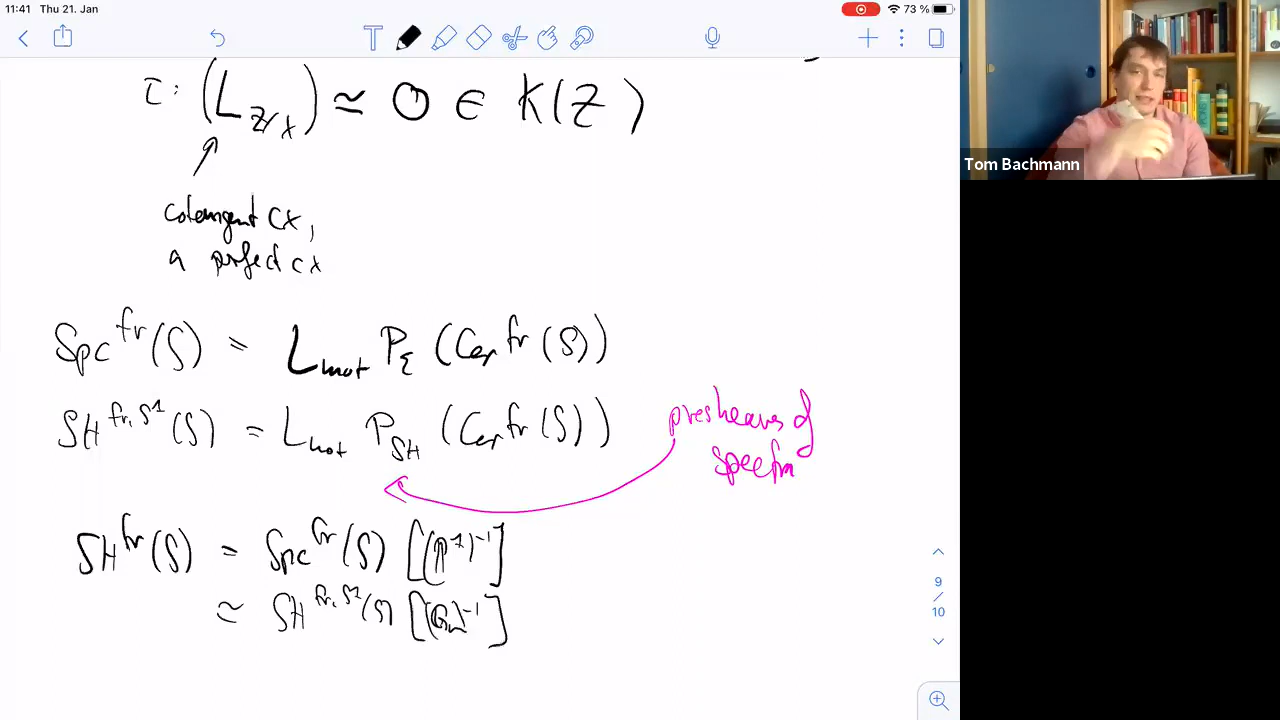 11:41 Thu 21. Jan
73 %
τ: (L_{Z/X}) ≃ 0 ∈ K(Z)
cotangent cx,
a perfect cx
Spc^{fr}(S) = L_{mot} P_Σ (Cor^{fr}(S))
SH^{fr,S^1}(S) = L_{mot} P_{SH} (Cor^{fr}(S))
presheaves of
spectra
SH^{fr}(S) = Spc^{fr}(S) [(P^1)^{-1}]
≃ SH^{fr,S^1}(S) [(G_m)^{-1}]
9
/
10
Tom Bachmann